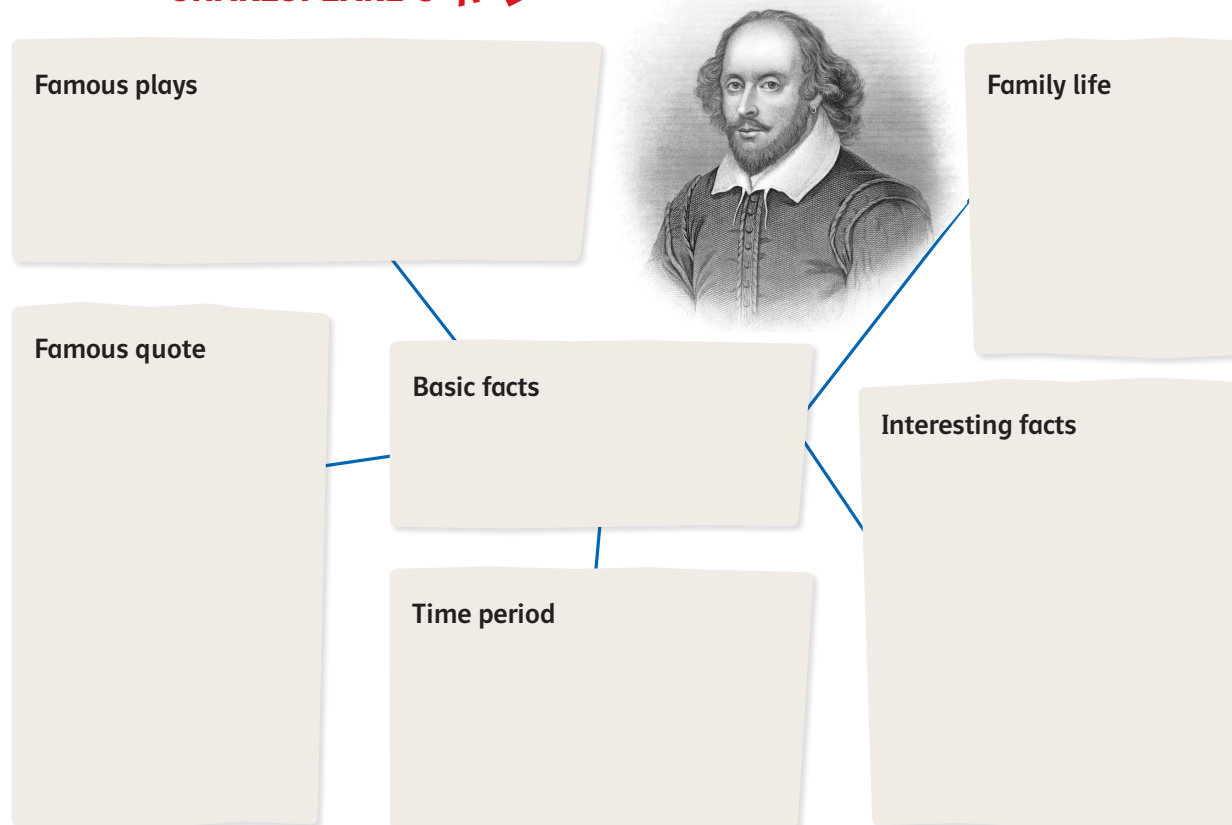 Famous plays
Family life
Famous quote
Basic facts
Interesting facts
Time period